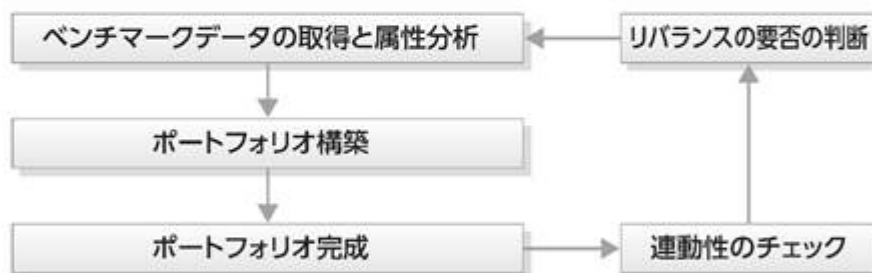 ベンチマークデータの取得と属性分析
リバランスの要否の判断
ポートフォリオ構築
ポートフォリオ完成
連動性のチェック